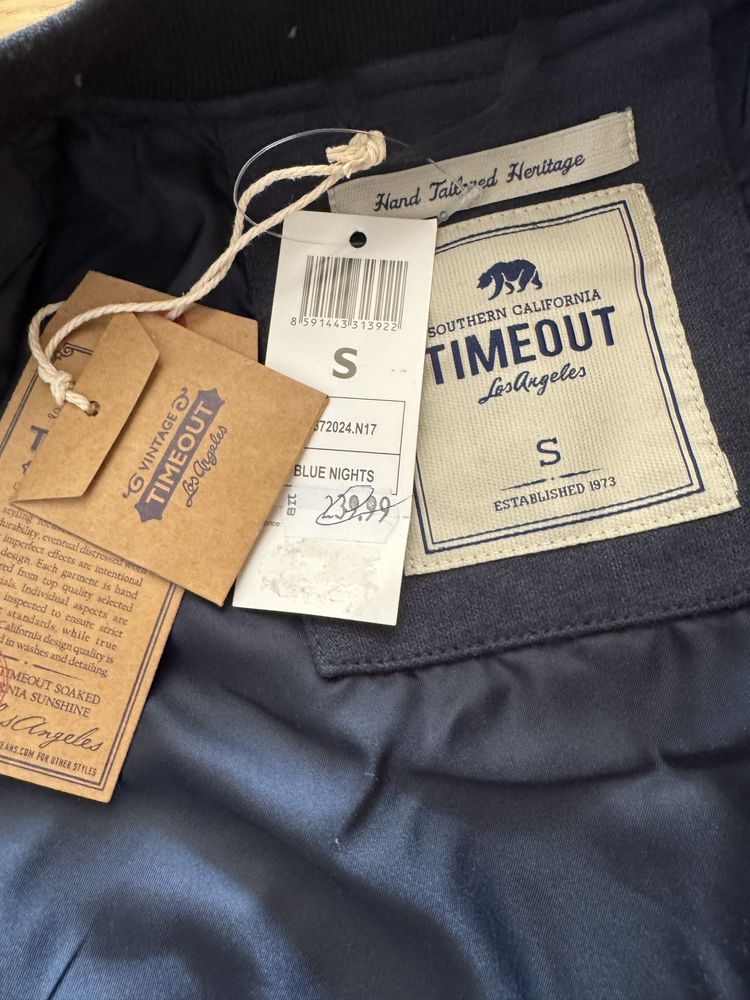 Hand Tailored Heritage
SOUTHERN CALIFORNIA
TIMEOUT
Los Angeles
S
ESTABLISHED 1973
8 591443 313922
S
372024.N17
BLUE NIGHTS
239.99
VINTAGE
TIMEOUT
Los Angeles
durability, eventual distressed worn
imperfect effects are intentional
design. Each garment is hand
from top quality selected
Individual aspects are
inspected to ensure strict
standards, while true
California design quality is
in washes and detailing.
TIMEOUT SOAKED
SUNSHINE
Angeles
.COM FOR OTHER STYLES